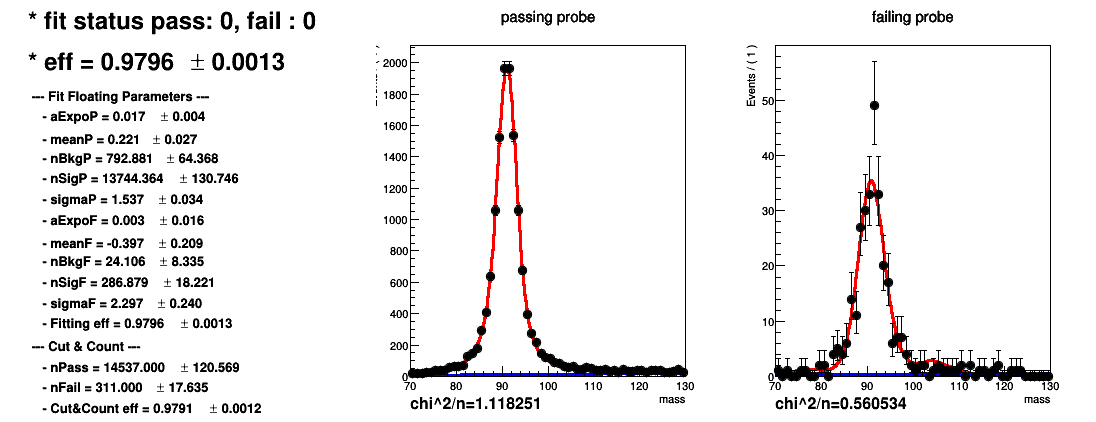 * fit status pass: 0, fail : 0
* eff = 0.9796 ± 0.0013
--- Fit Floating Parameters ---
- aExpoP = 0.017 ± 0.004
- meanP = 0.221 ± 0.027
- nBkgP = 792.881 ± 64.368
- nSigP = 13744.364 ± 130.746
- sigmaP = 1.537 ± 0.034
- aExpoF = 0.003 ± 0.016
- meanF = -0.397 ± 0.209
- nBkgF = 24.106 ± 8.335
- nSigF = 286.879 ± 18.221
- sigmaF = 2.297 ± 0.240
- Fitting eff = 0.9796 ± 0.0013
--- Cut & Count ---
- nPass = 14537.000 ± 120.569
- nFail = 311.000 ± 17.635
- Cut&Count eff = 0.9791 ± 0.0012
passing probe
2000
1800
1600
1400
1200
1000
800
600
400
200
0
70 80 90 100 110 120 130
mass
chi^2/n=1.118251
failing probe
Events / ( 1 )
50
40
30
20
10
0
70 80 90 100 110 120 130
mass
chi^2/n=0.560534